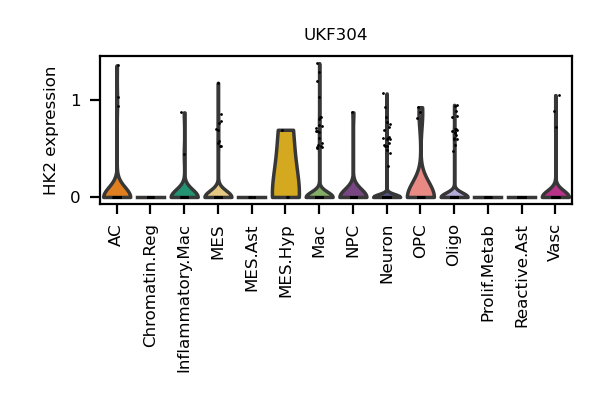 UKF304
HK2 expression
1
0
AC
Chromatin.Reg
Inflammatory.Mac
MES
MES.Ast
MES.Hyp
Mac
NPC
Neuron
OPC
Oligo
Prolif.Metab
Reactive.Ast
Vasc